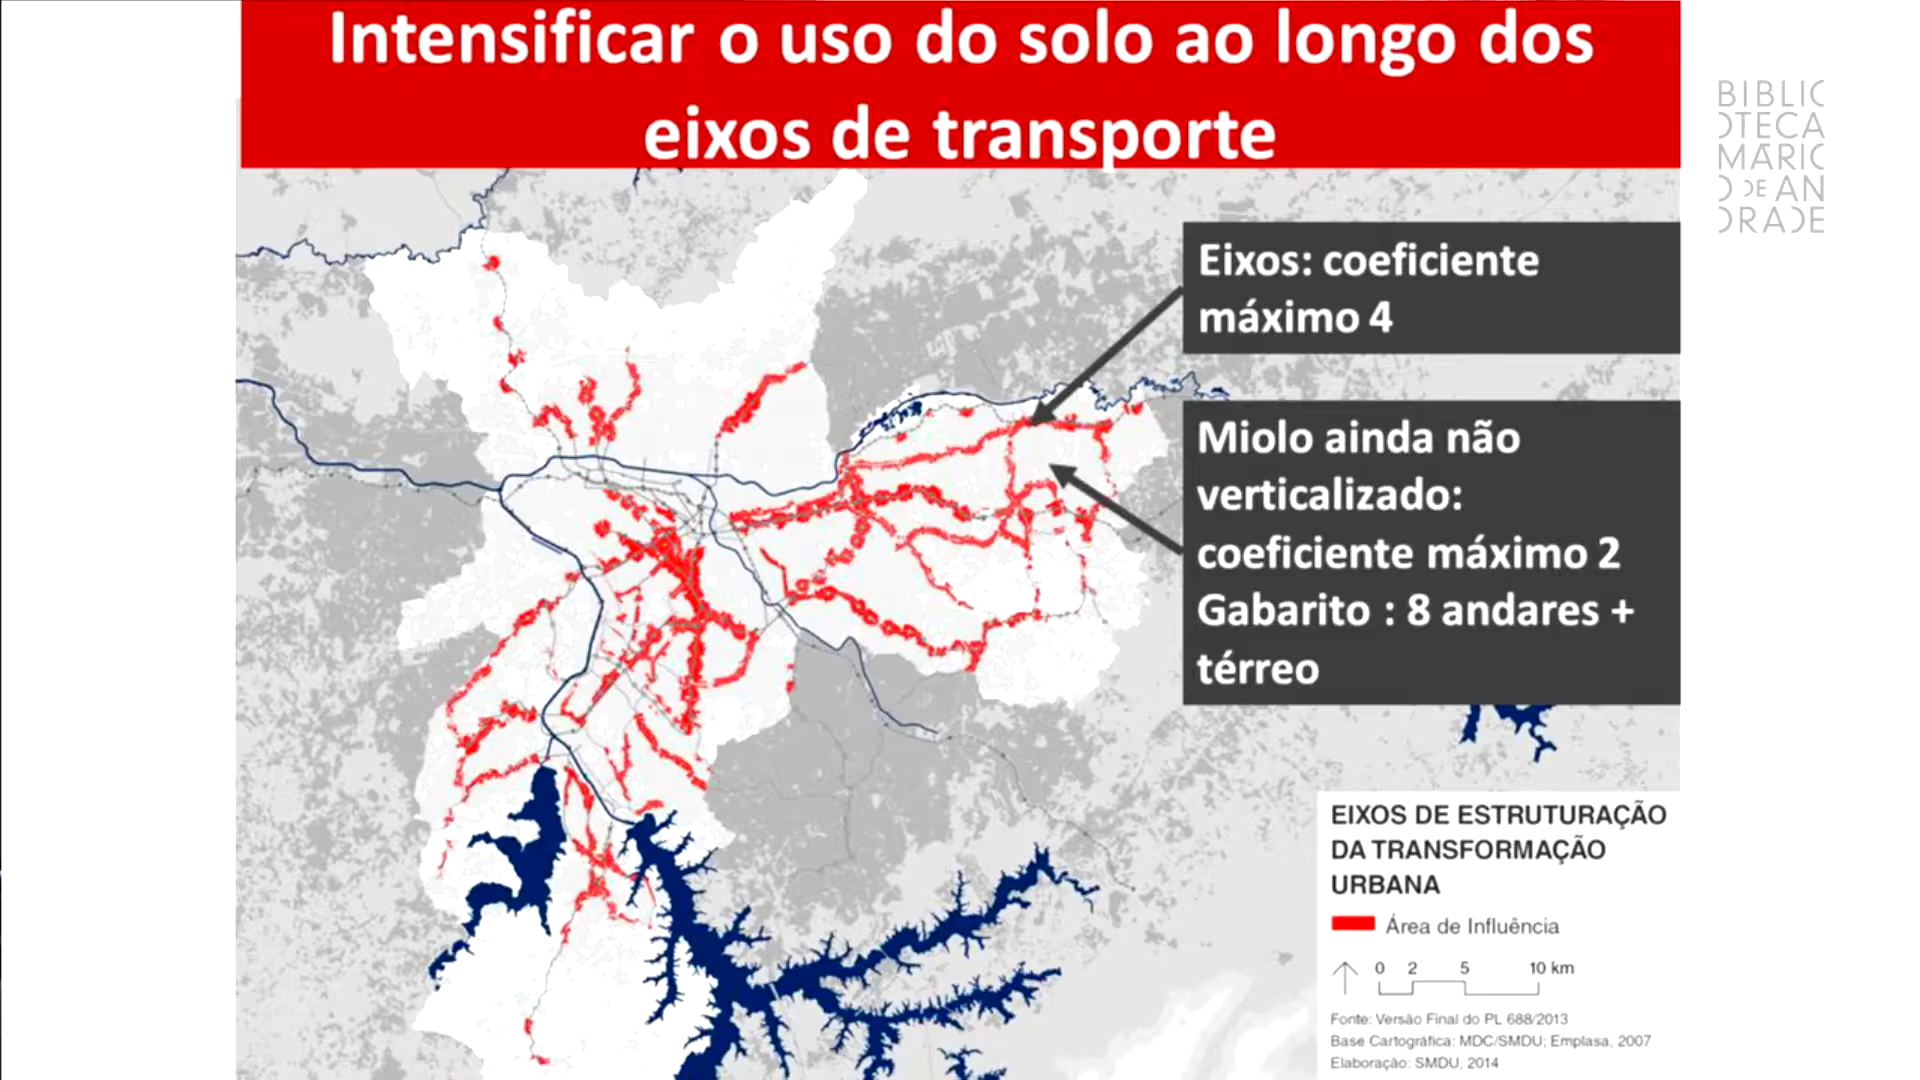 Intensificar o uso do solo ao longo dos
eixos de transporte
BIBLIO
OTECA
MÁRIO
O DE AN
DRADE
Eixos: coeficiente
máximo 4
Miolo ainda não
verticalizado:
coeficiente máximo 2
Gabarito : 8 andares +
térreo
EIXOS DE ESTRUTURAÇÃO
DA TRANSFORMAÇÃO
URBANA
Área de Influência
0 2 5 10 km
Fonte: Versão Final do PL 688/2013
Base Cartográfica: MDC/SMDU; Emplasa, 2007
Elaboração: SMDU, 2014